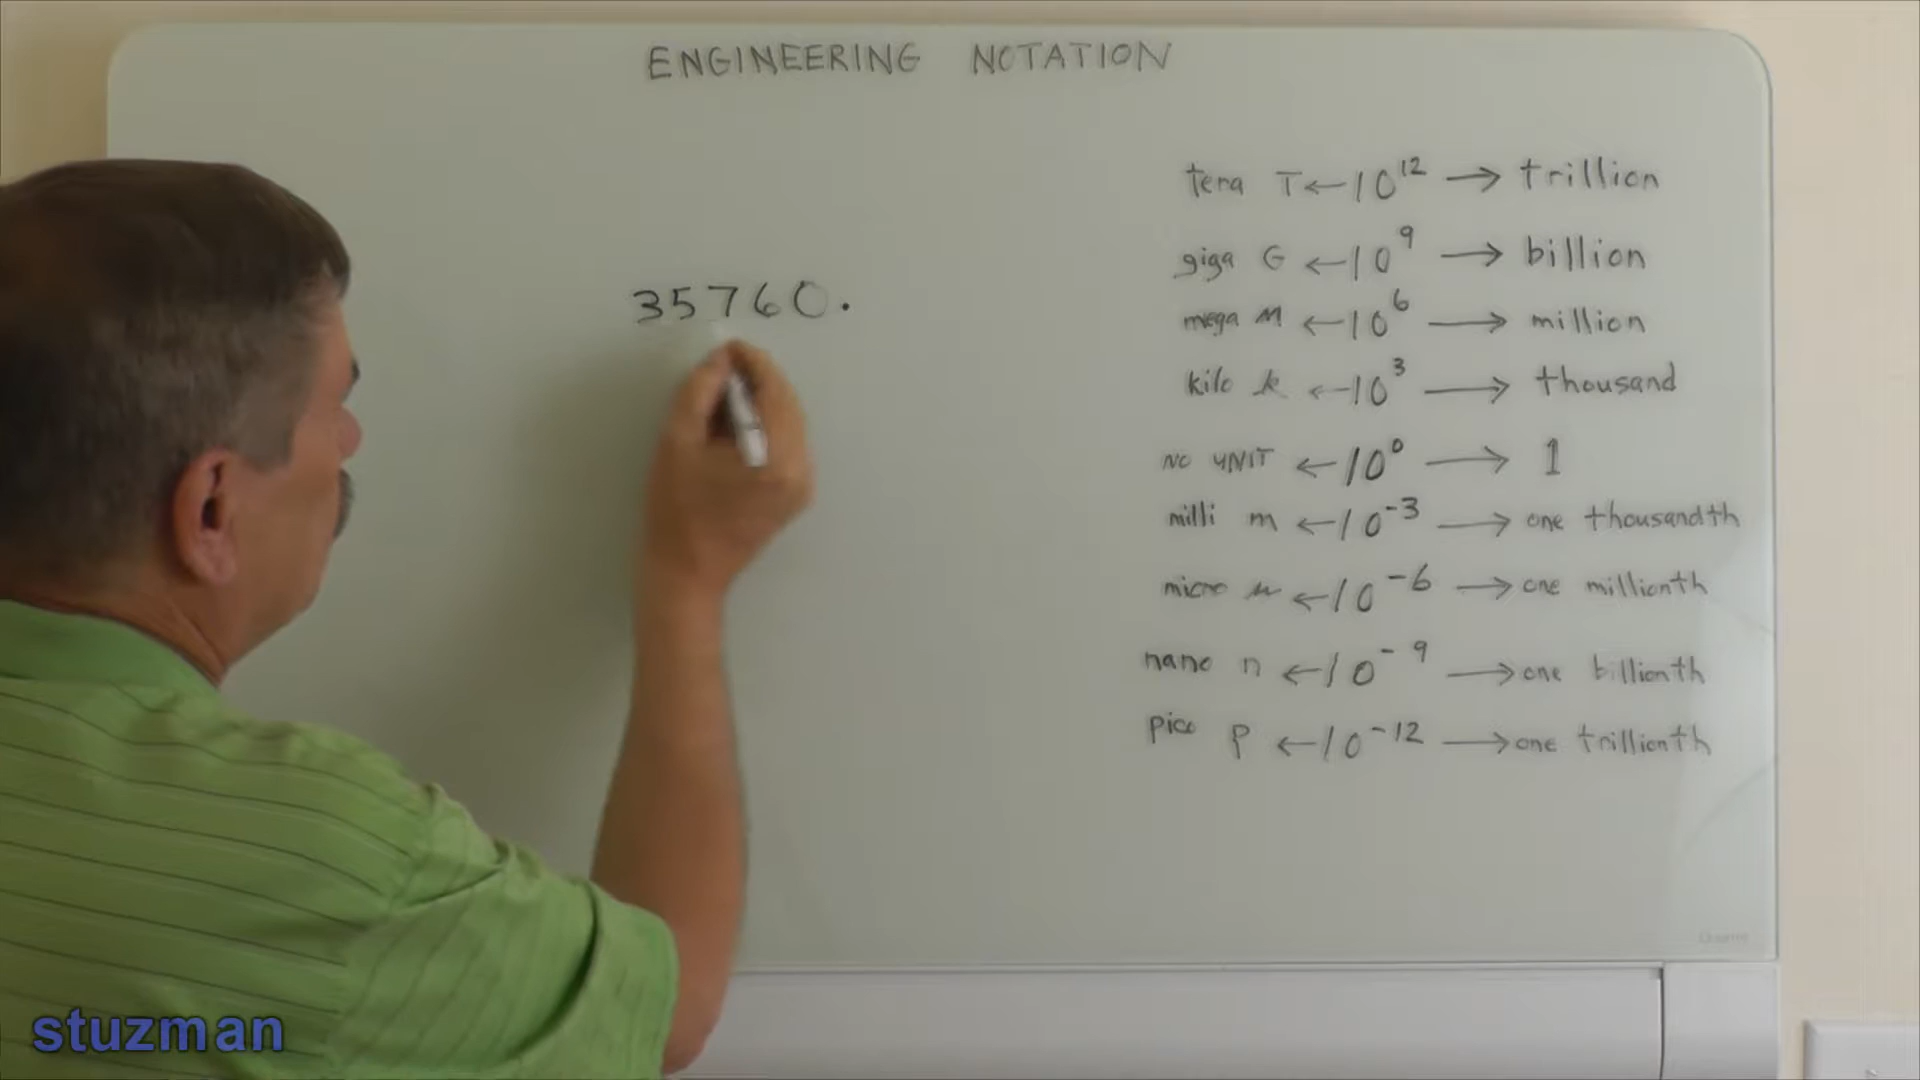 ENGINEERING NOTATION
35760.
tera T←10¹² → trillion
giga G ←10⁹ → billion
mega M ←10⁶ → million
kilo k ←10³ → thousand
NO UNIT ←10⁰ → 1
milli m ←10⁻³ → one thousandth
micro μ ←10⁻⁶ → one millionth
nano n ←10⁻⁹ → one billionth
pico p ←10⁻¹² → one trillionth
stuzman